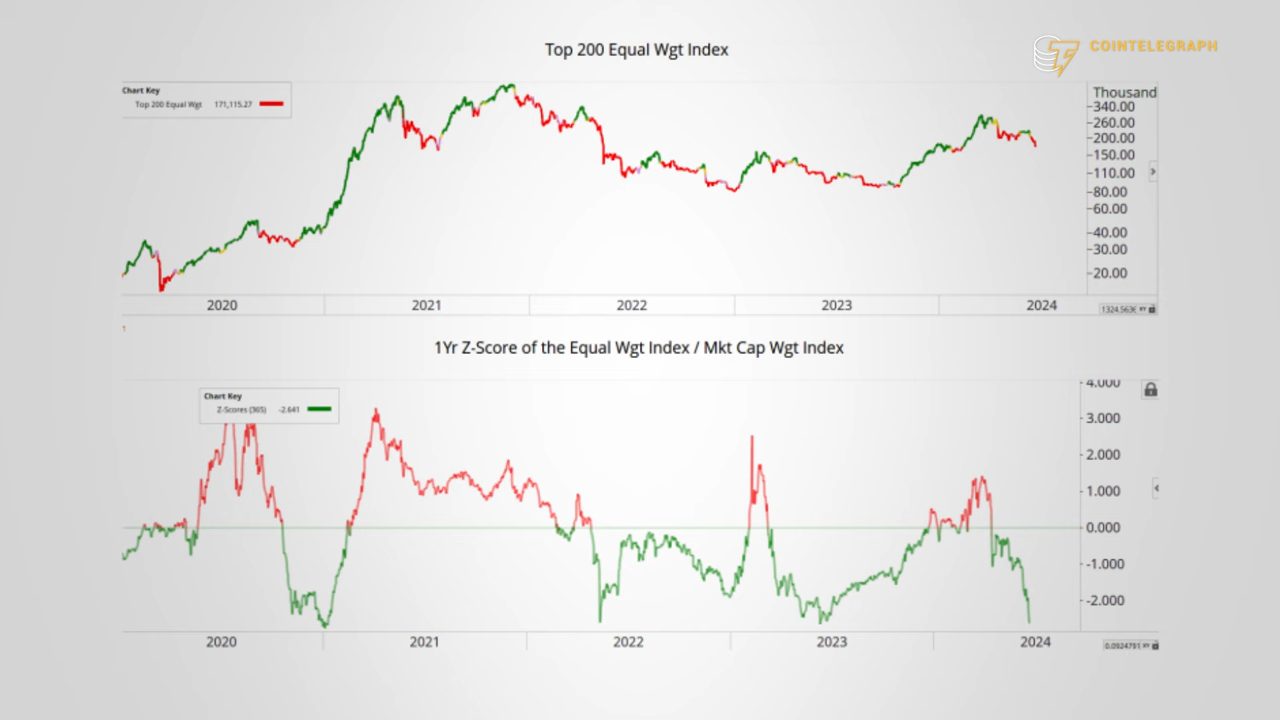 Top 200 Equal Wgt Index
COINTELEGRAPH
Chart Key
Top 200 Equal Wgt 171,115.27
Thousand
340.00
260.00
200.00
150.00
110.00
80.00
60.00
40.00
30.00
20.00
2020 2021 2022 2023 2024
1Yr Z-Score of the Equal Wgt Index / Mkt Cap Wgt Index
Chart Key
Z-Scores (365) -2.641
4.000
3.000
2.000
1.000
0.000
-1.000
-2.000
2020 2021 2022 2023 2024